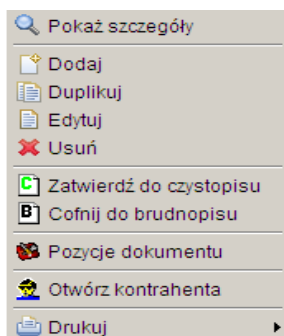 Pokaż szczegóły
Dodaj
Duplikuj
Edytuj
Usuń
C Zatwierdź do czystopisu
B Cofnij do brudnopisu
Pozycje dokumentu
Otwórz kontrahenta
Drukuj